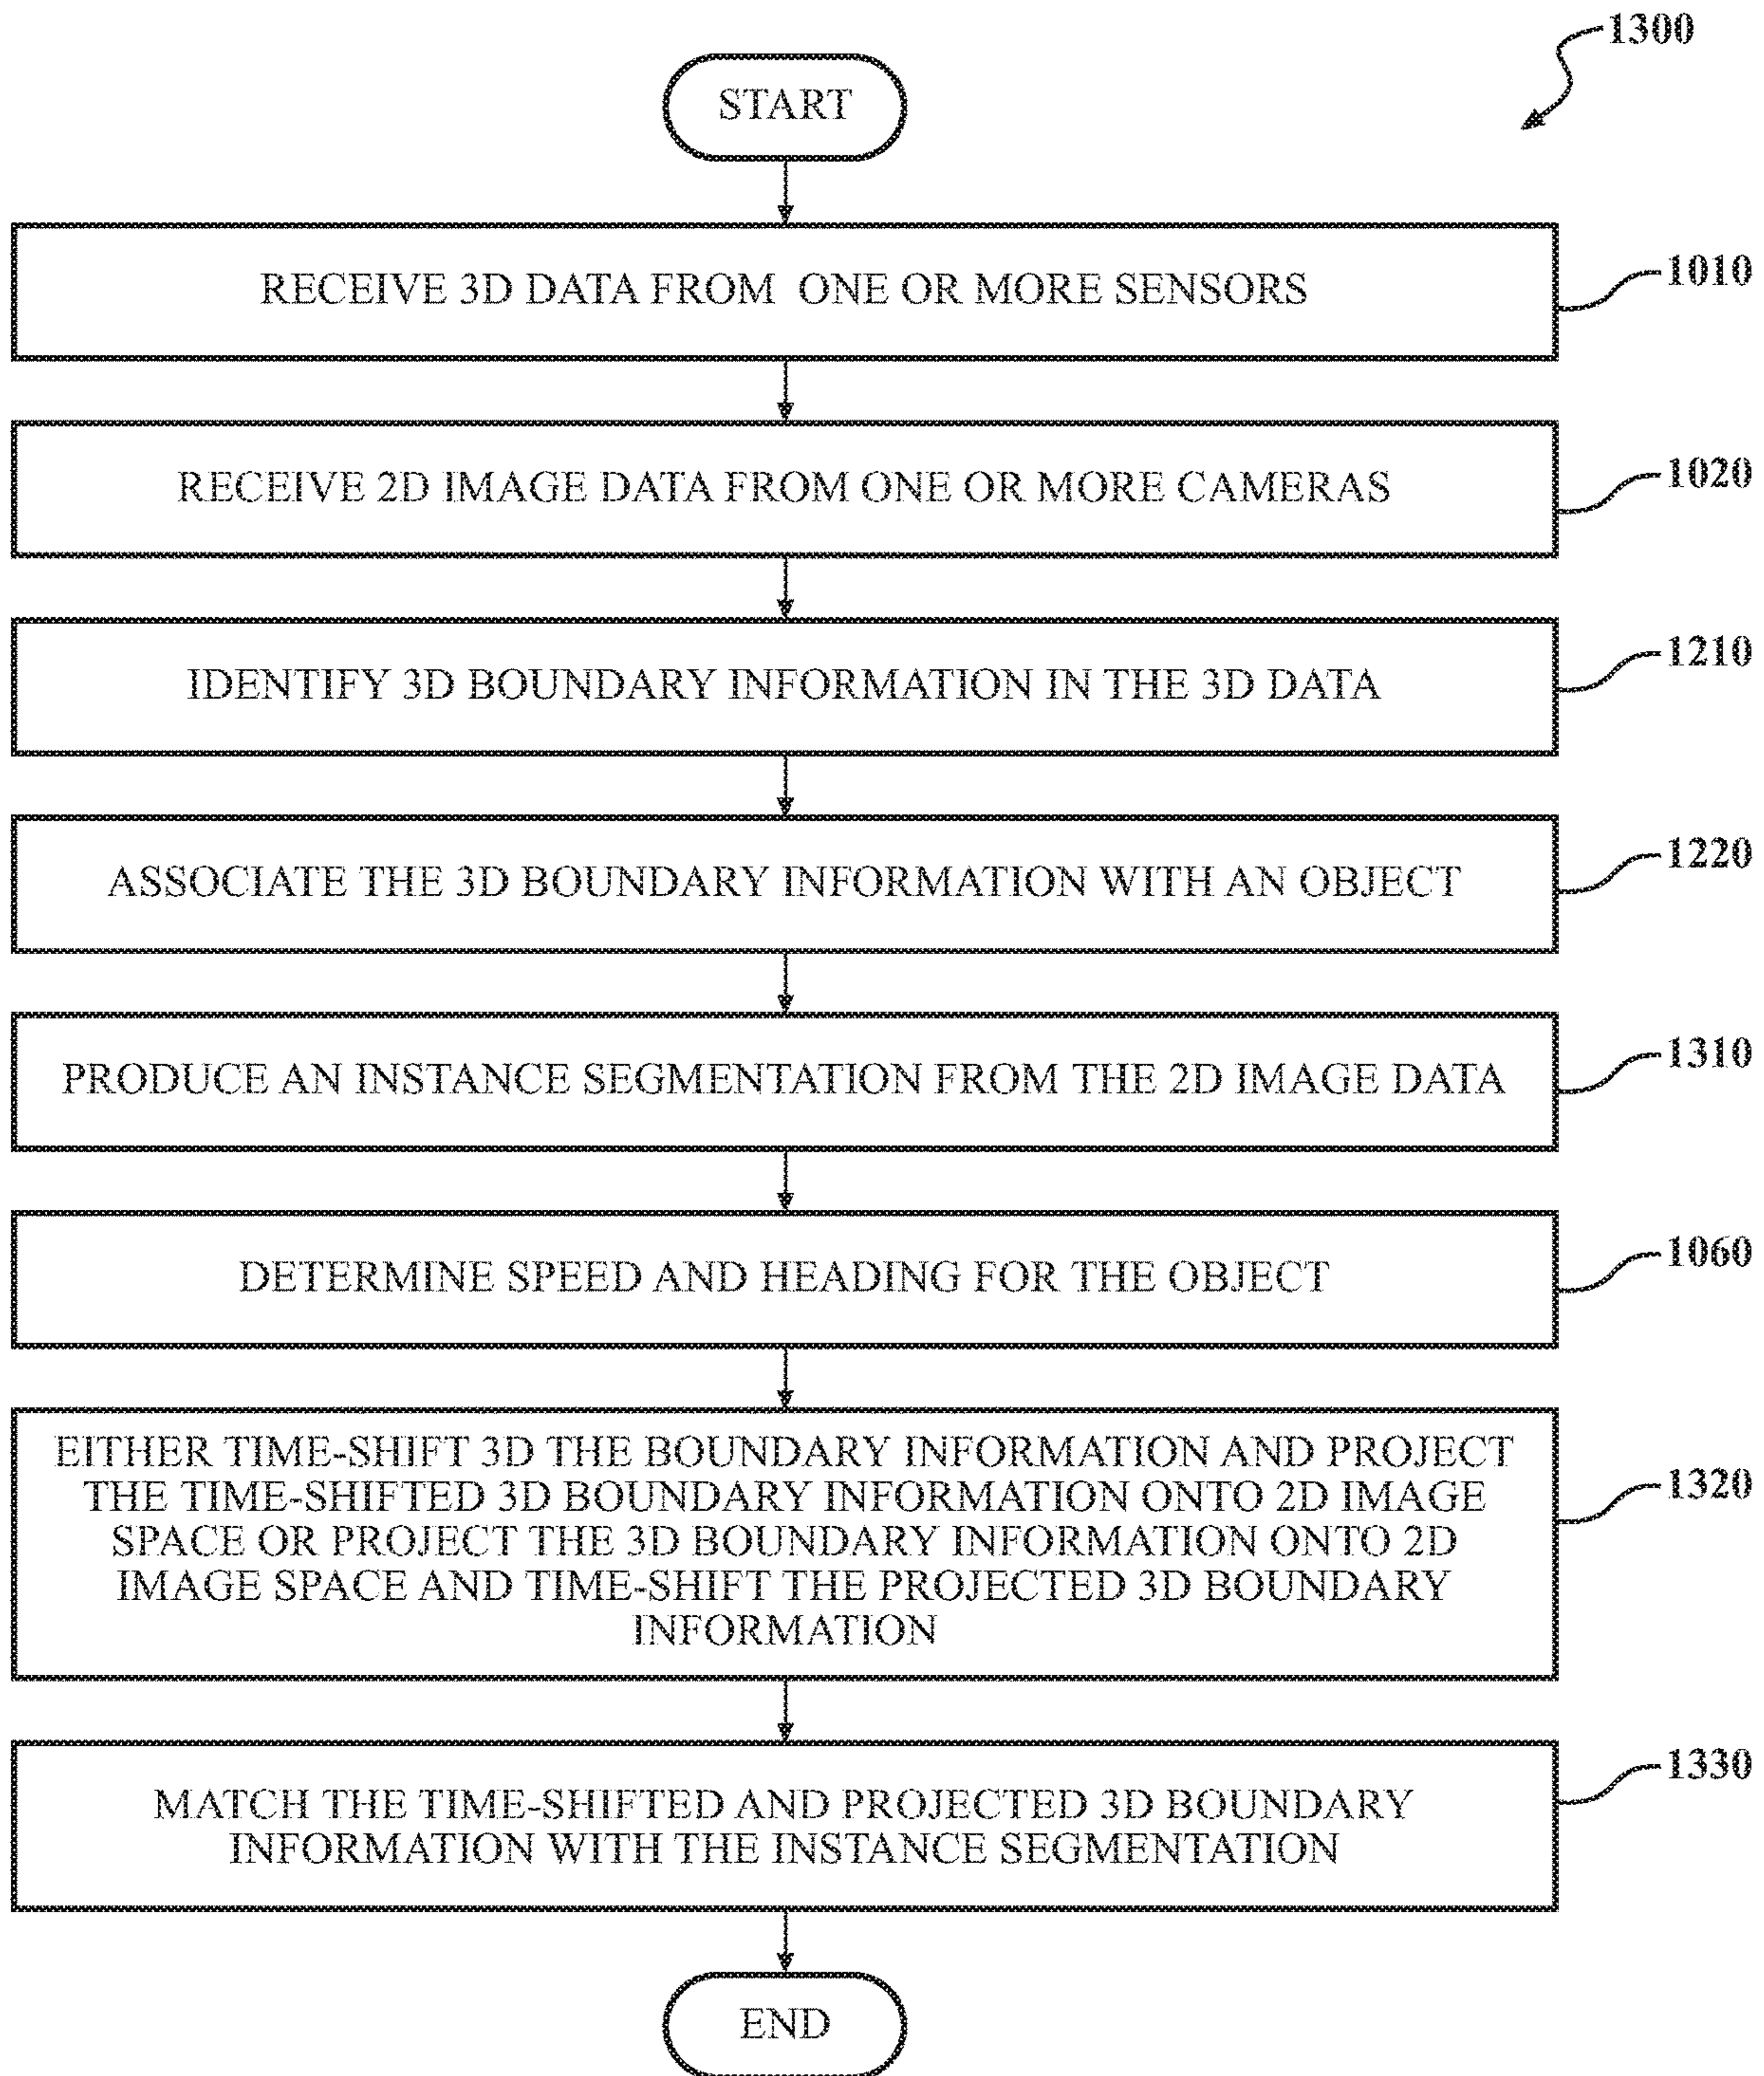 1300
START
RECEIVE 3D DATA FROM ONE OR MORE SENSORS
1010
RECEIVE 2D IMAGE DATA FROM ONE OR MORE CAMERAS
1020
IDENTIFY 3D BOUNDARY INFORMATION IN THE 3D DATA
1210
ASSOCIATE THE 3D BOUNDARY INFORMATION WITH AN OBJECT
1220
PRODUCE AN INSTANCE SEGMENTATION FROM THE 2D IMAGE DATA
1310
DETERMINE SPEED AND HEADING FOR THE OBJECT
1060
EITHER TIME-SHIFT 3D THE BOUNDARY INFORMATION AND PROJECT
THE TIME-SHIFTED 3D BOUNDARY INFORMATION ONTO 2D IMAGE
SPACE OR PROJECT THE 3D BOUNDARY INFORMATION ONTO 2D
IMAGE SPACE AND TIME-SHIFT THE PROJECTED 3D BOUNDARY
INFORMATION
1320
MATCH THE TIME-SHIFTED AND PROJECTED 3D BOUNDARY
INFORMATION WITH THE INSTANCE SEGMENTATION
1330
END